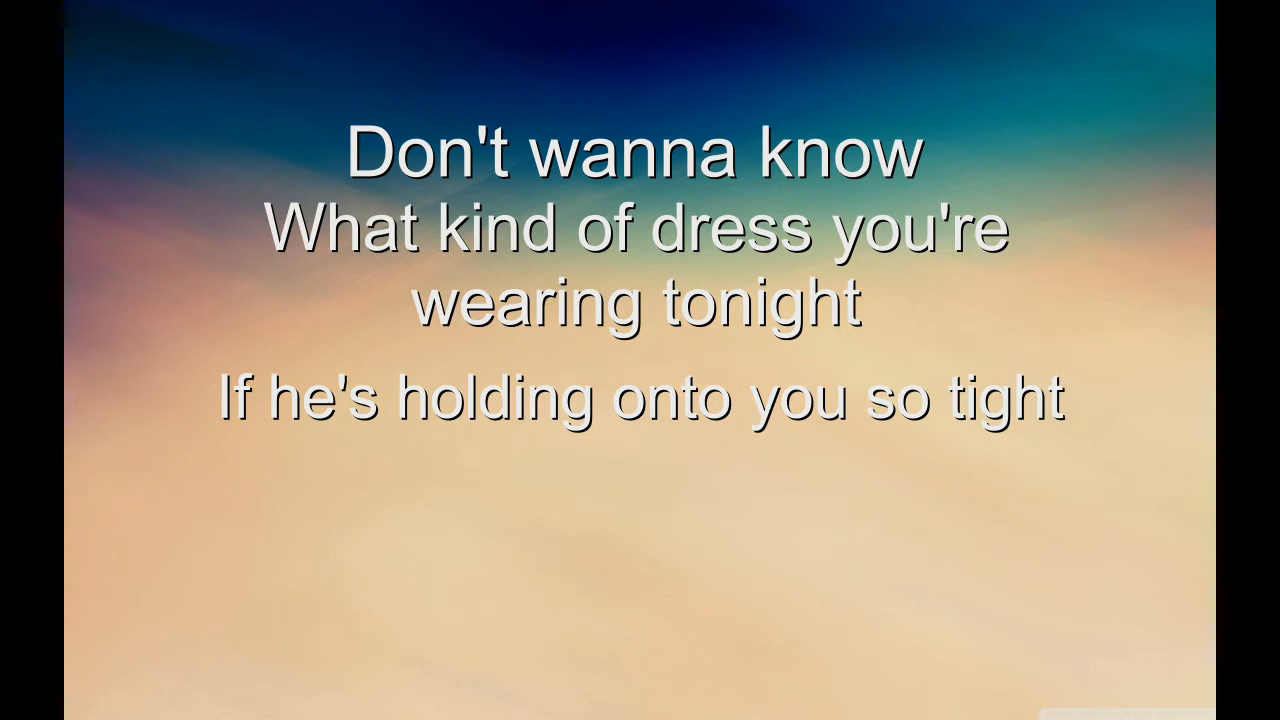 Don't wanna know
What kind of dress you're
wearing tonight
If he's holding onto you so tight